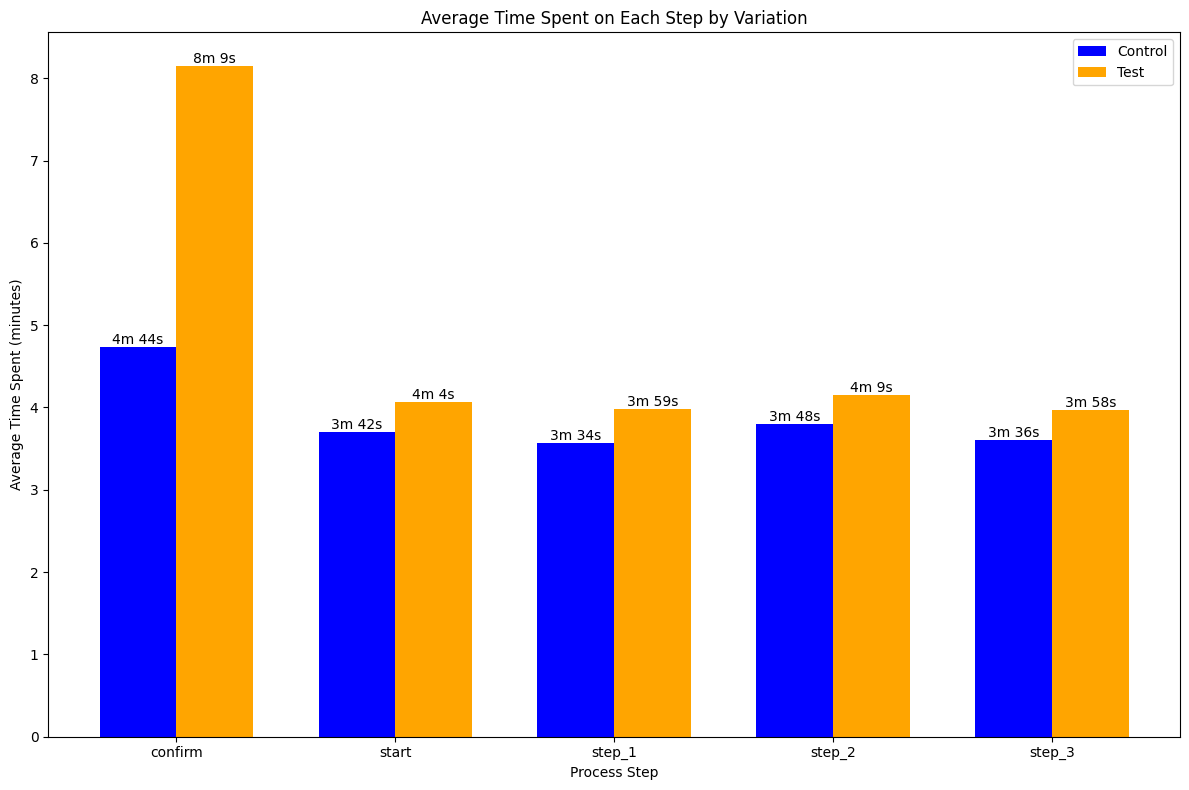 Average Time Spent on Each Step by Variation
Control
Test
Average Time Spent (minutes)
8
7
6
5
4
3
2
1
0
4m 44s
8m 9s
3m 42s
4m 4s
3m 34s
3m 59s
3m 48s
4m 9s
3m 36s
3m 58s
confirm
start
step_1
step_2
step_3
Process Step